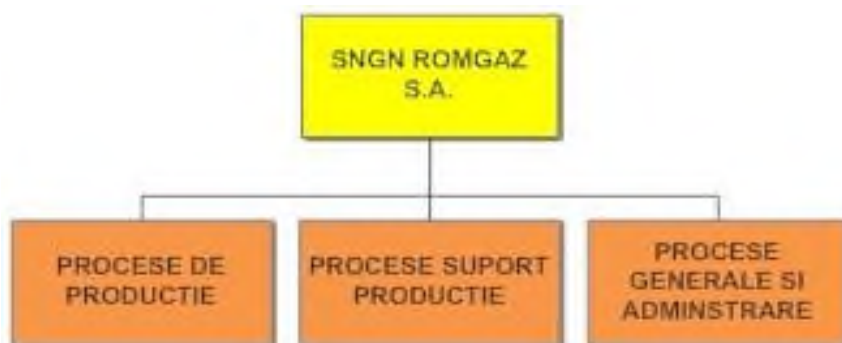 SNGN ROMGAZ
S.A.
PROCESE DE
PRODUCTIE
PROCESE SUPORT
PRODUCTIE
PROCESE
GENERALE SI
ADMINSTRARE